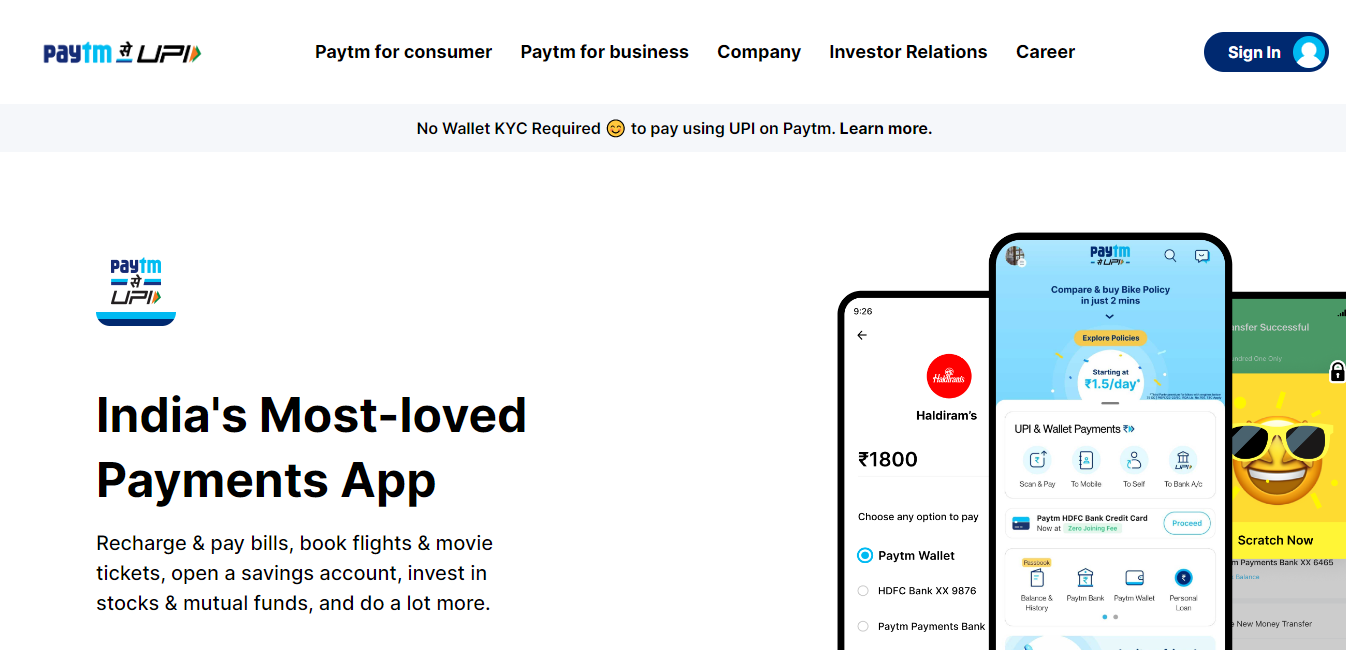 paytm से UPI
Paytm for consumer
Paytm for business
Company
Investor Relations
Career
Sign In
No Wallet KYC Required 😊 to pay using UPI on Paytm. Learn more.
paytm
से
UPI
India's Most-loved
Payments App
Recharge & pay bills, book flights & movie
tickets, open a savings account, invest in
stocks & mutual funds, and do a lot more.
9:26
Haldiram's
Haldiram's
₹1800
Choose any option to pay
Paytm Wallet
HDFC Bank XX 9876
Paytm Payments Bank
paytm
से UPI
Compare & buy Bike Policy
in just 2 mins
Explore Policies
Starting at
₹1.5/day*
UPI & Wallet Payments
Scan & Pay
To Mobile
To Self
UPI
To Bank A/c
Paytm HDFC Bank Credit Card
Now at Zero Joining Fee
Proceed
Passbook
Balance &
History
Paytm Bank
Paytm Wallet
Personal
Loan
nsfer Successful
undred One Only
Scratch Now
m Payments Bank XX 6465
Balance
New Money Transfer